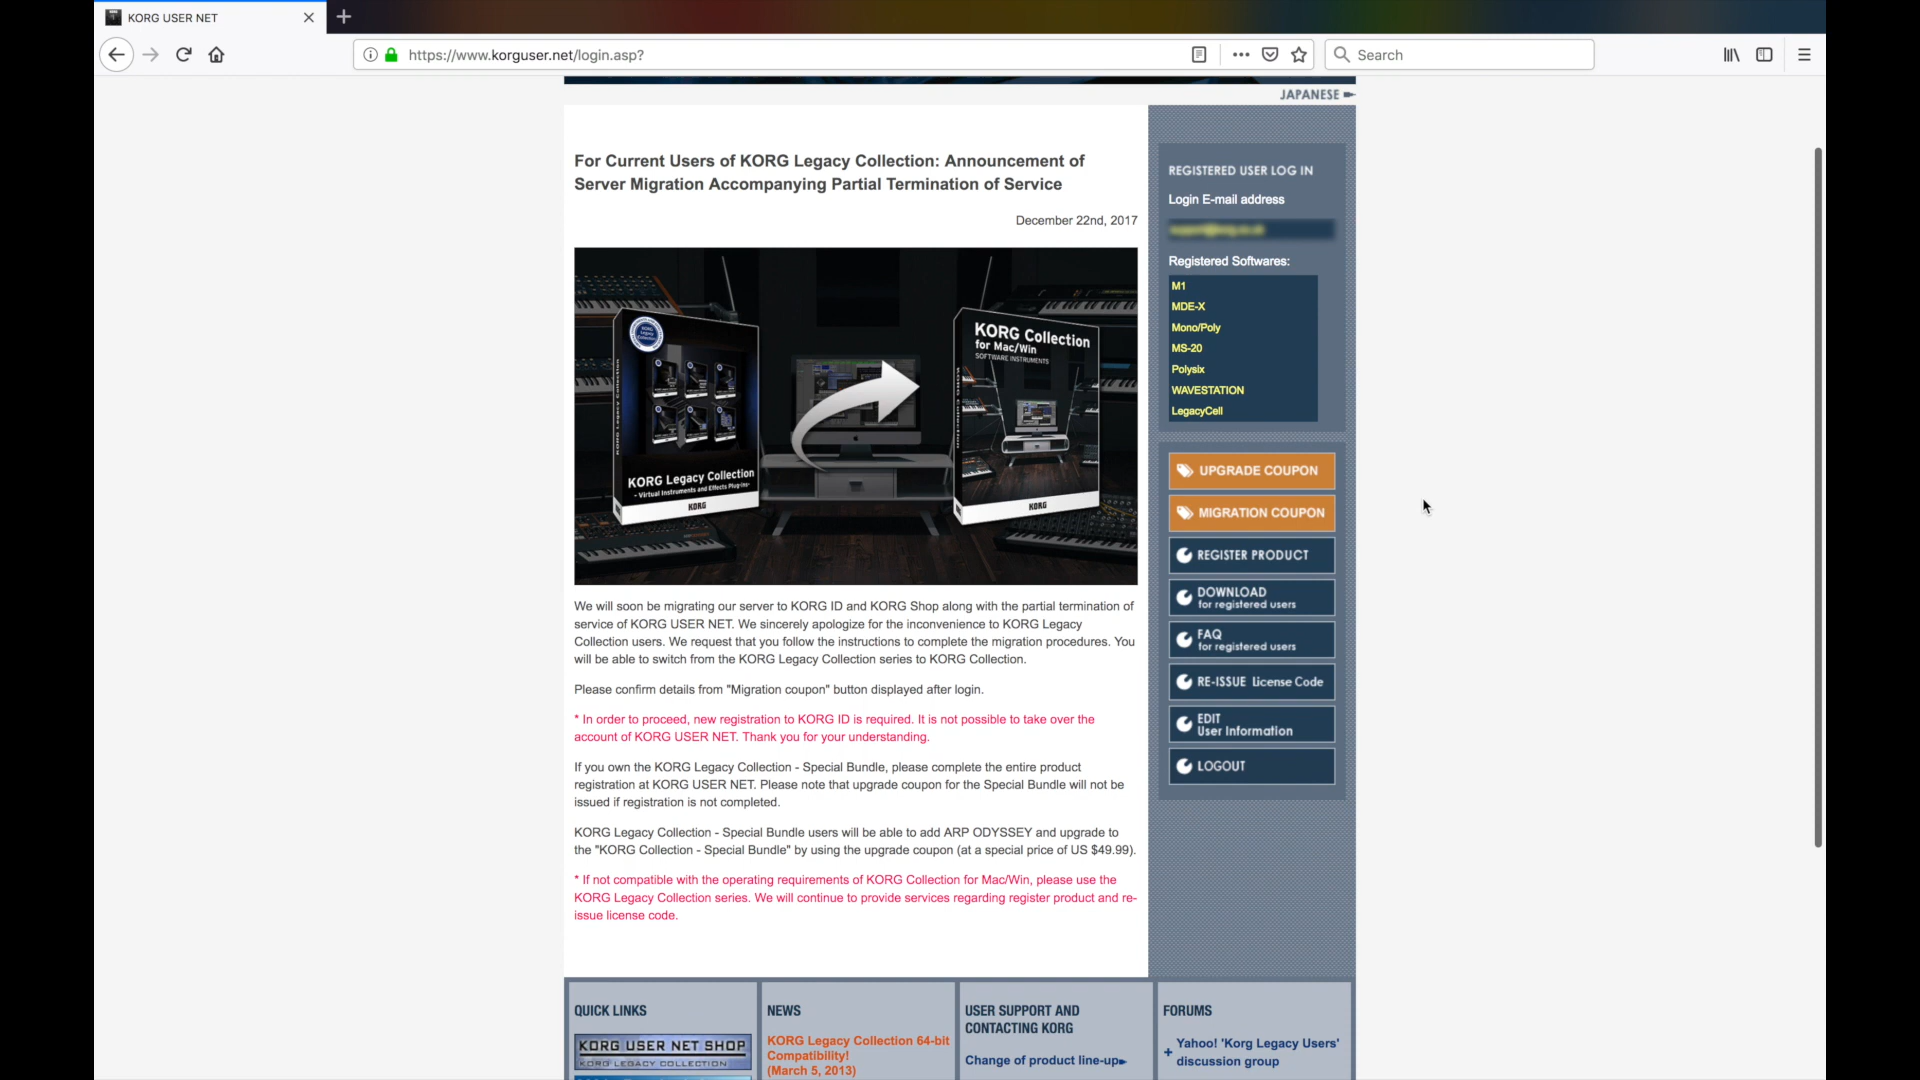 KORG USER NET
https://www.korguser.net/login.asp?
Search
JAPANESE
For Current Users of KORG Legacy Collection: Announcement of
Server Migration Accompanying Partial Termination of Service
December 22nd, 2017
KORG Legacy Collection
- Virtual Instruments and Effects Plug-ins -
KORG
KORG Collection
for Mac/Win
SOFTWARE INSTRUMENTS
KORG
We will soon be migrating our server to KORG ID and KORG Shop along with the partial termination of
service of KORG USER NET. We sincerely apologize for the inconvenience to KORG Legacy
Collection users. We request that you follow the instructions to complete the migration procedures. You
will be able to switch from the KORG Legacy Collection series to KORG Collection.
Please confirm details from "Migration coupon" button displayed after login.
* In order to proceed, new registration to KORG ID is required. It is not possible to take over the
account of KORG USER NET. Thank you for your understanding.
If you own the KORG Legacy Collection - Special Bundle, please complete the entire product
registration at KORG USER NET. Please note that upgrade coupon for the Special Bundle will not be
issued if registration is not completed.
KORG Legacy Collection - Special Bundle users will be able to add ARP ODYSSEY and upgrade to
the "KORG Collection - Special Bundle" by using the upgrade coupon (at a special price of US $49.99).
* If not compatible with the operating requirements of KORG Collection for Mac/Win, please use the
KORG Legacy Collection series. We will continue to provide services regarding register product and re-
issue license code.
REGISTERED USER LOG IN
Login E-mail address
Registered Softwares:
M1
MDE-X
Mono/Poly
MS-20
Polysix
WAVESTATION
LegacyCell
UPGRADE COUPON
MIGRATION COUPON
REGISTER PRODUCT
DOWNLOAD
for registered users
FAQ
for registered users
RE-ISSUE License Code
EDIT
User Information
LOGOUT
QUICK LINKS
KORG USER NET SHOP
KORG LEGACY COLLECTION
NEWS
KORG Legacy Collection 64-bit
Compatibility!
(March 5, 2013)
USER SUPPORT AND
CONTACTING KORG
Change of product line-up
FORUMS
+ Yahoo! 'Korg Legacy Users'
discussion group